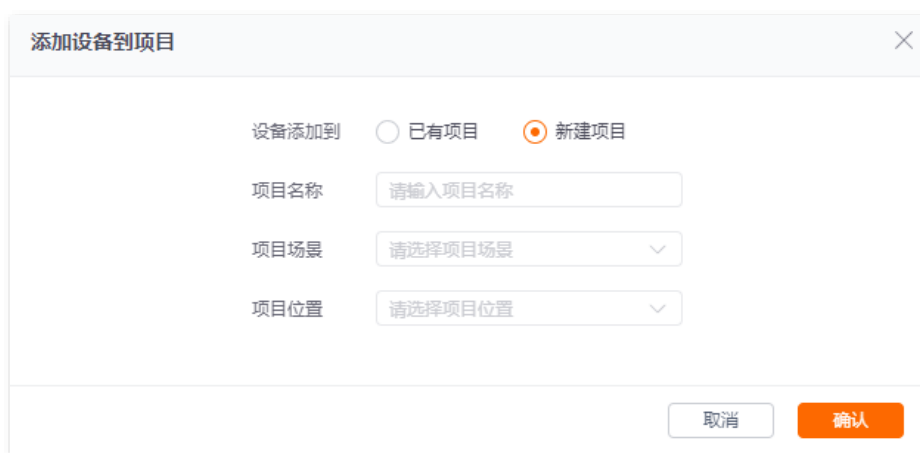 添加设备到项目
设备添加到 已有项目 新建项目
项目名称 请输入项目名称
项目场景 请选择项目场景
项目位置 请选择项目位置
取消 确认